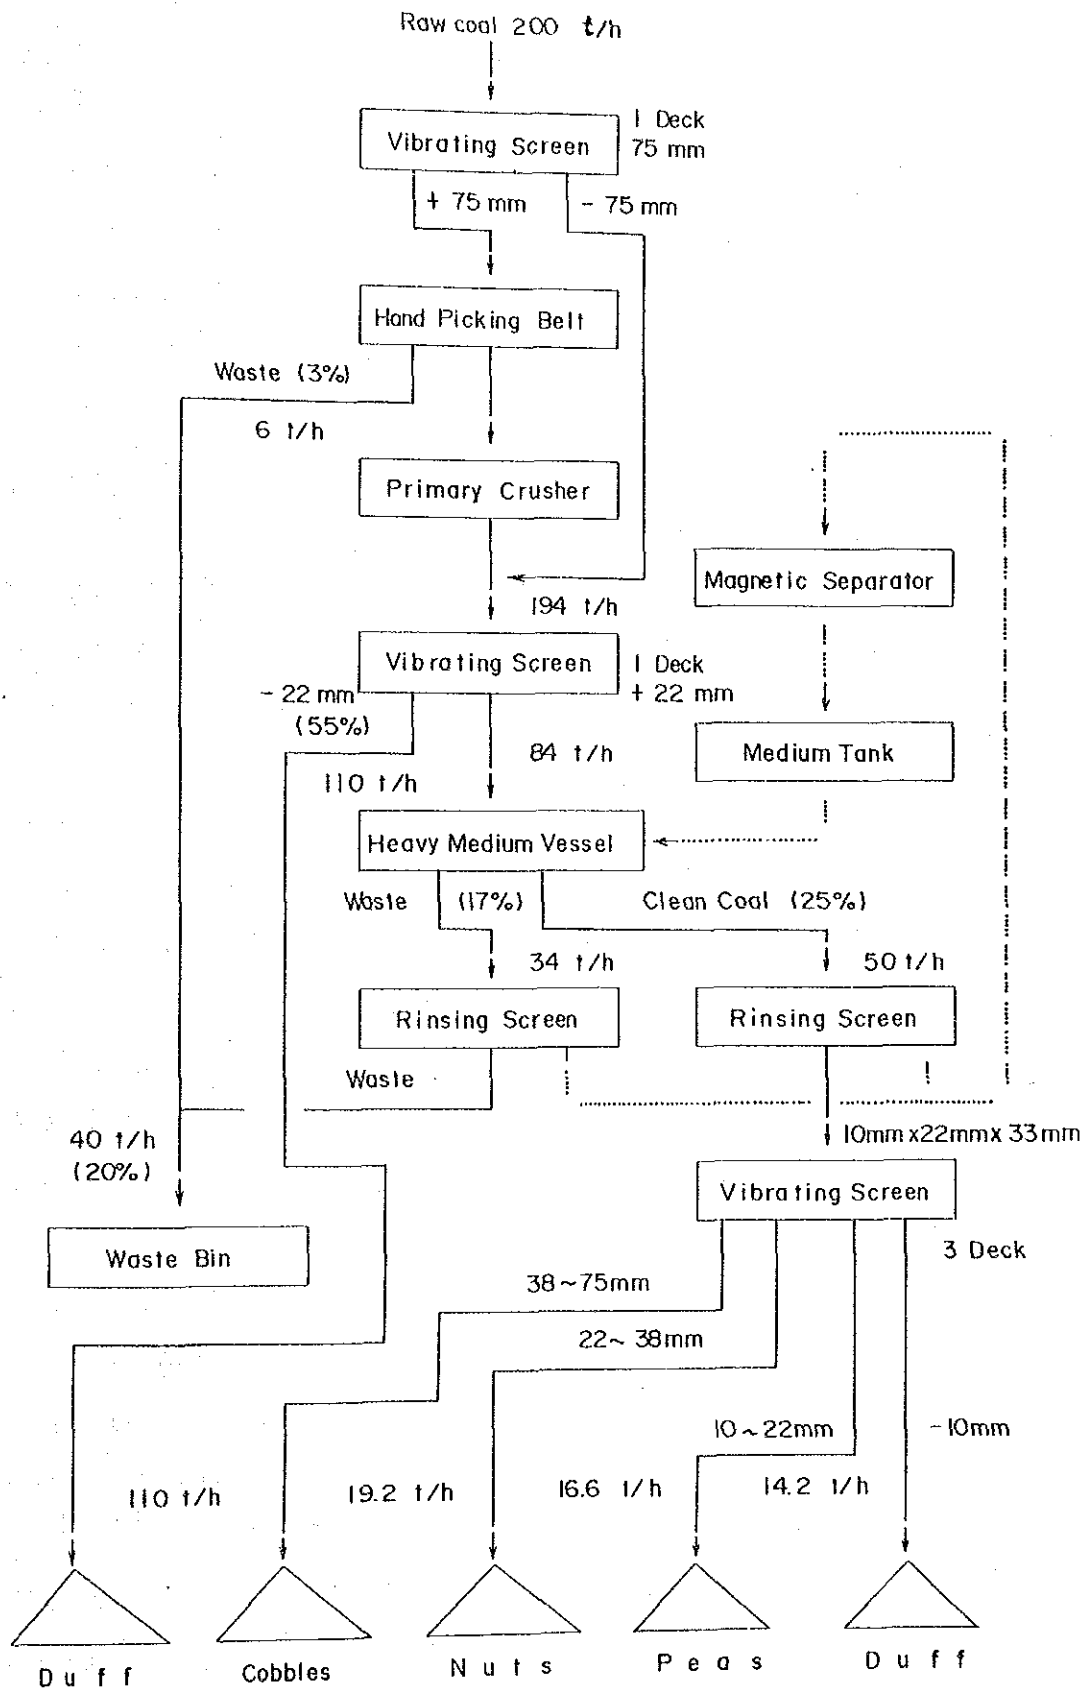 Raw coal 200 t/h
Vibrating Screen
1 Deck
75 mm
+ 75 mm
- 75 mm
Hand Picking Belt
Waste (3%)
6 t/h
Primary Crusher
Magnetic Separator
194 t/h
Vibrating Screen
1 Deck
+ 22 mm
- 22 mm
(55%)
110 t/h
84 t/h
Medium Tank
Heavy Medium Vessel
Waste (17%)
Clean Coal (25%)
34 t/h
50 t/h
Rinsing Screen
Rinsing Screen
Waste
40 t/h
(20%)
10mm x22mm x 33mm
Vibrating Screen
3 Deck
Waste Bin
38~75mm
22~ 38mm
10~22mm
-10mm
110 t/h
19.2 t/h
16.6 t/h
14.2 t/h
Duff
Cobbles
Nuts
Peas
Duff